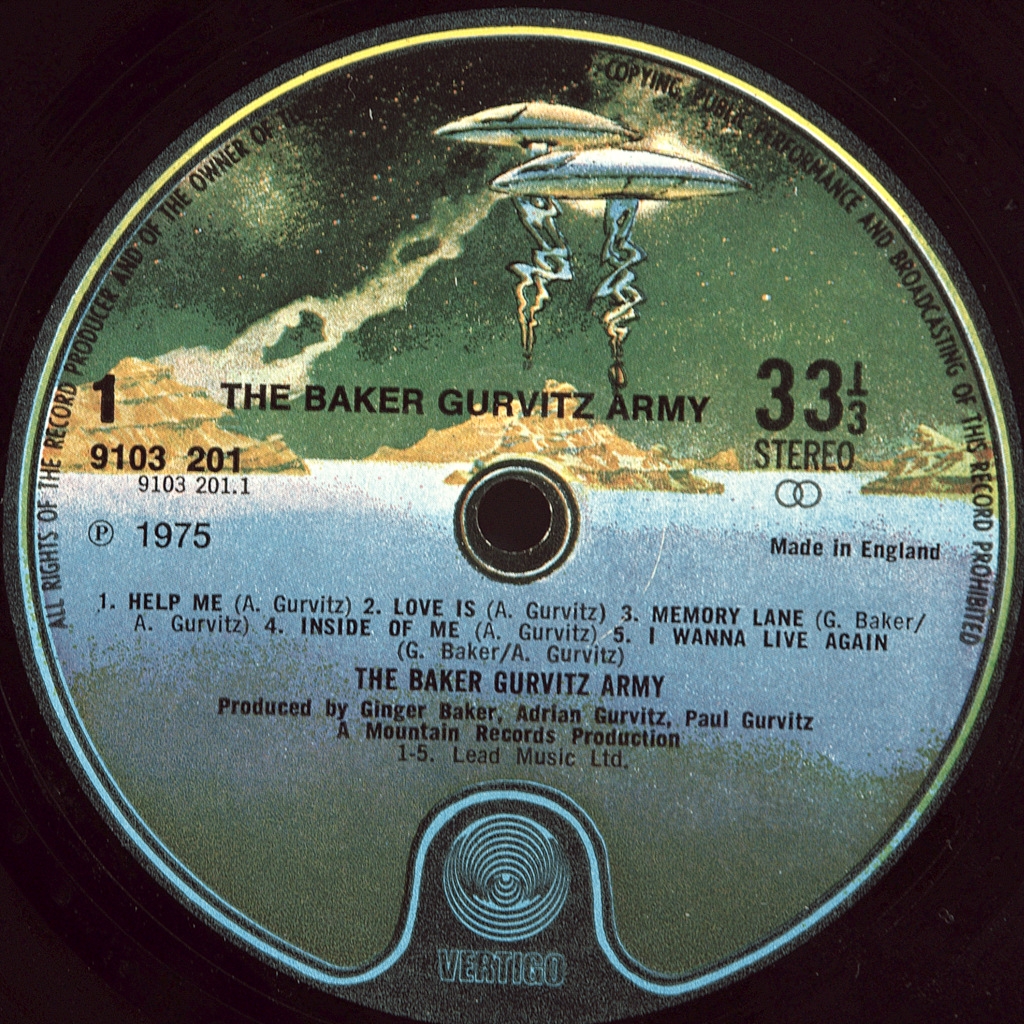 ALL RIGHTS OF THE RECORD PRODUCER AND OF THE OWNER OF
COPYING, PUBLIC PERFORMANCE AND BROADCASTING OF THIS RECORD PROHIBITED
1 THE BAKER GURVITZ ARMY 33 1/3
9103 201 STEREO
9103 201.1
Ⓟ 1975 Made in England
1. HELP ME (A. Gurvitz) 2. LOVE IS (A. Gurvitz) 3. MEMORY LANE (G. Baker/
A. Gurvitz) 4. INSIDE OF ME (A. Gurvitz) 5. I WANNA LIVE AGAIN
(G. Baker/A. Gurvitz)
THE BAKER GURVITZ ARMY
Produced by Ginger Baker, Adrian Gurvitz, Paul Gurvitz
A Mountain Records Production
1-5. Lead Music Ltd.
VERTIGO